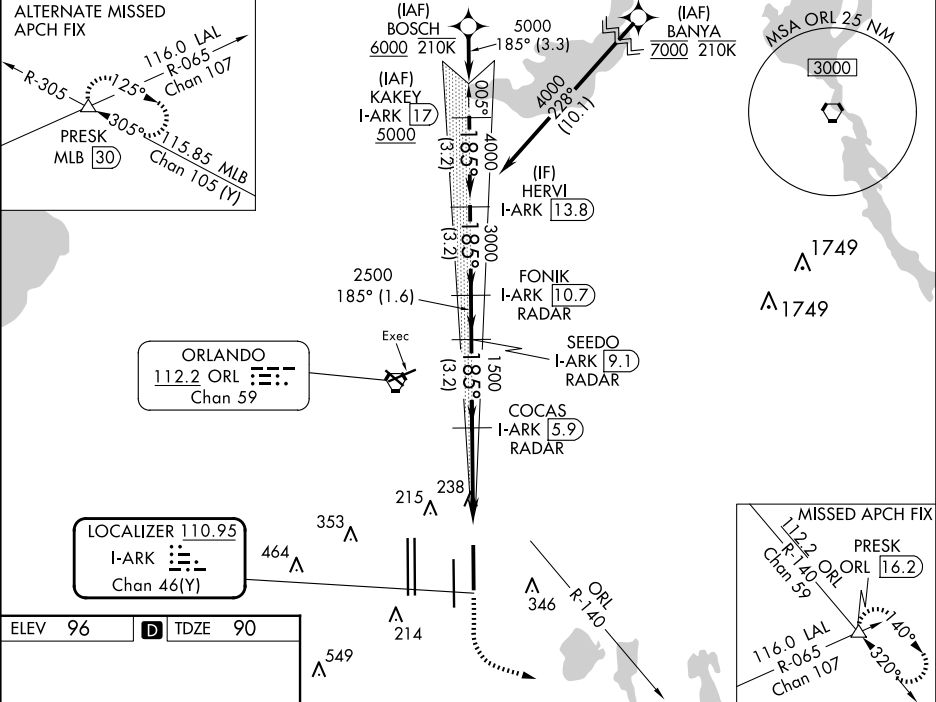 ALTERNATE MISSED
APCH FIX
116.0 LAL
R-065
Chan 107
R-305
125°
305°
PRESK
MLB 30
115.85 MLB
Chan 105 (Y)
(IAF)
BOSCH
6000 210K
5000
185° (3.3)
(IAF)
BANYA
7000 210K
4000
228°
(10.1)
(IAF)
KAKEY
I-ARK 17
5000
005°
4000
185°
(3.2)
(IF)
HERVI
I-ARK 13.8
3000
185°
(3.2)
2500
185° (1.6)
FONIK
I-ARK 10.7
RADAR
SEEDO
I-ARK 9.1
RADAR
1500
185°
(3.2)
COCAS
I-ARK 5.9
RADAR
MSA ORL 25 NM
3000
1749
1749
Exec
ORLANDO
112.2 ORL
Chan 59
215
238
353
464
346
214
549
LOCALIZER 110.95
I-ARK
Chan 46(Y)
ORL
R-140
ELEV 96 D TDZE 90
MISSED APCH FIX
112.2 ORL
R-140
Chan 59
PRESK
ORL 16.2
140°
320°
116.0 LAL
R-065
Chan 107